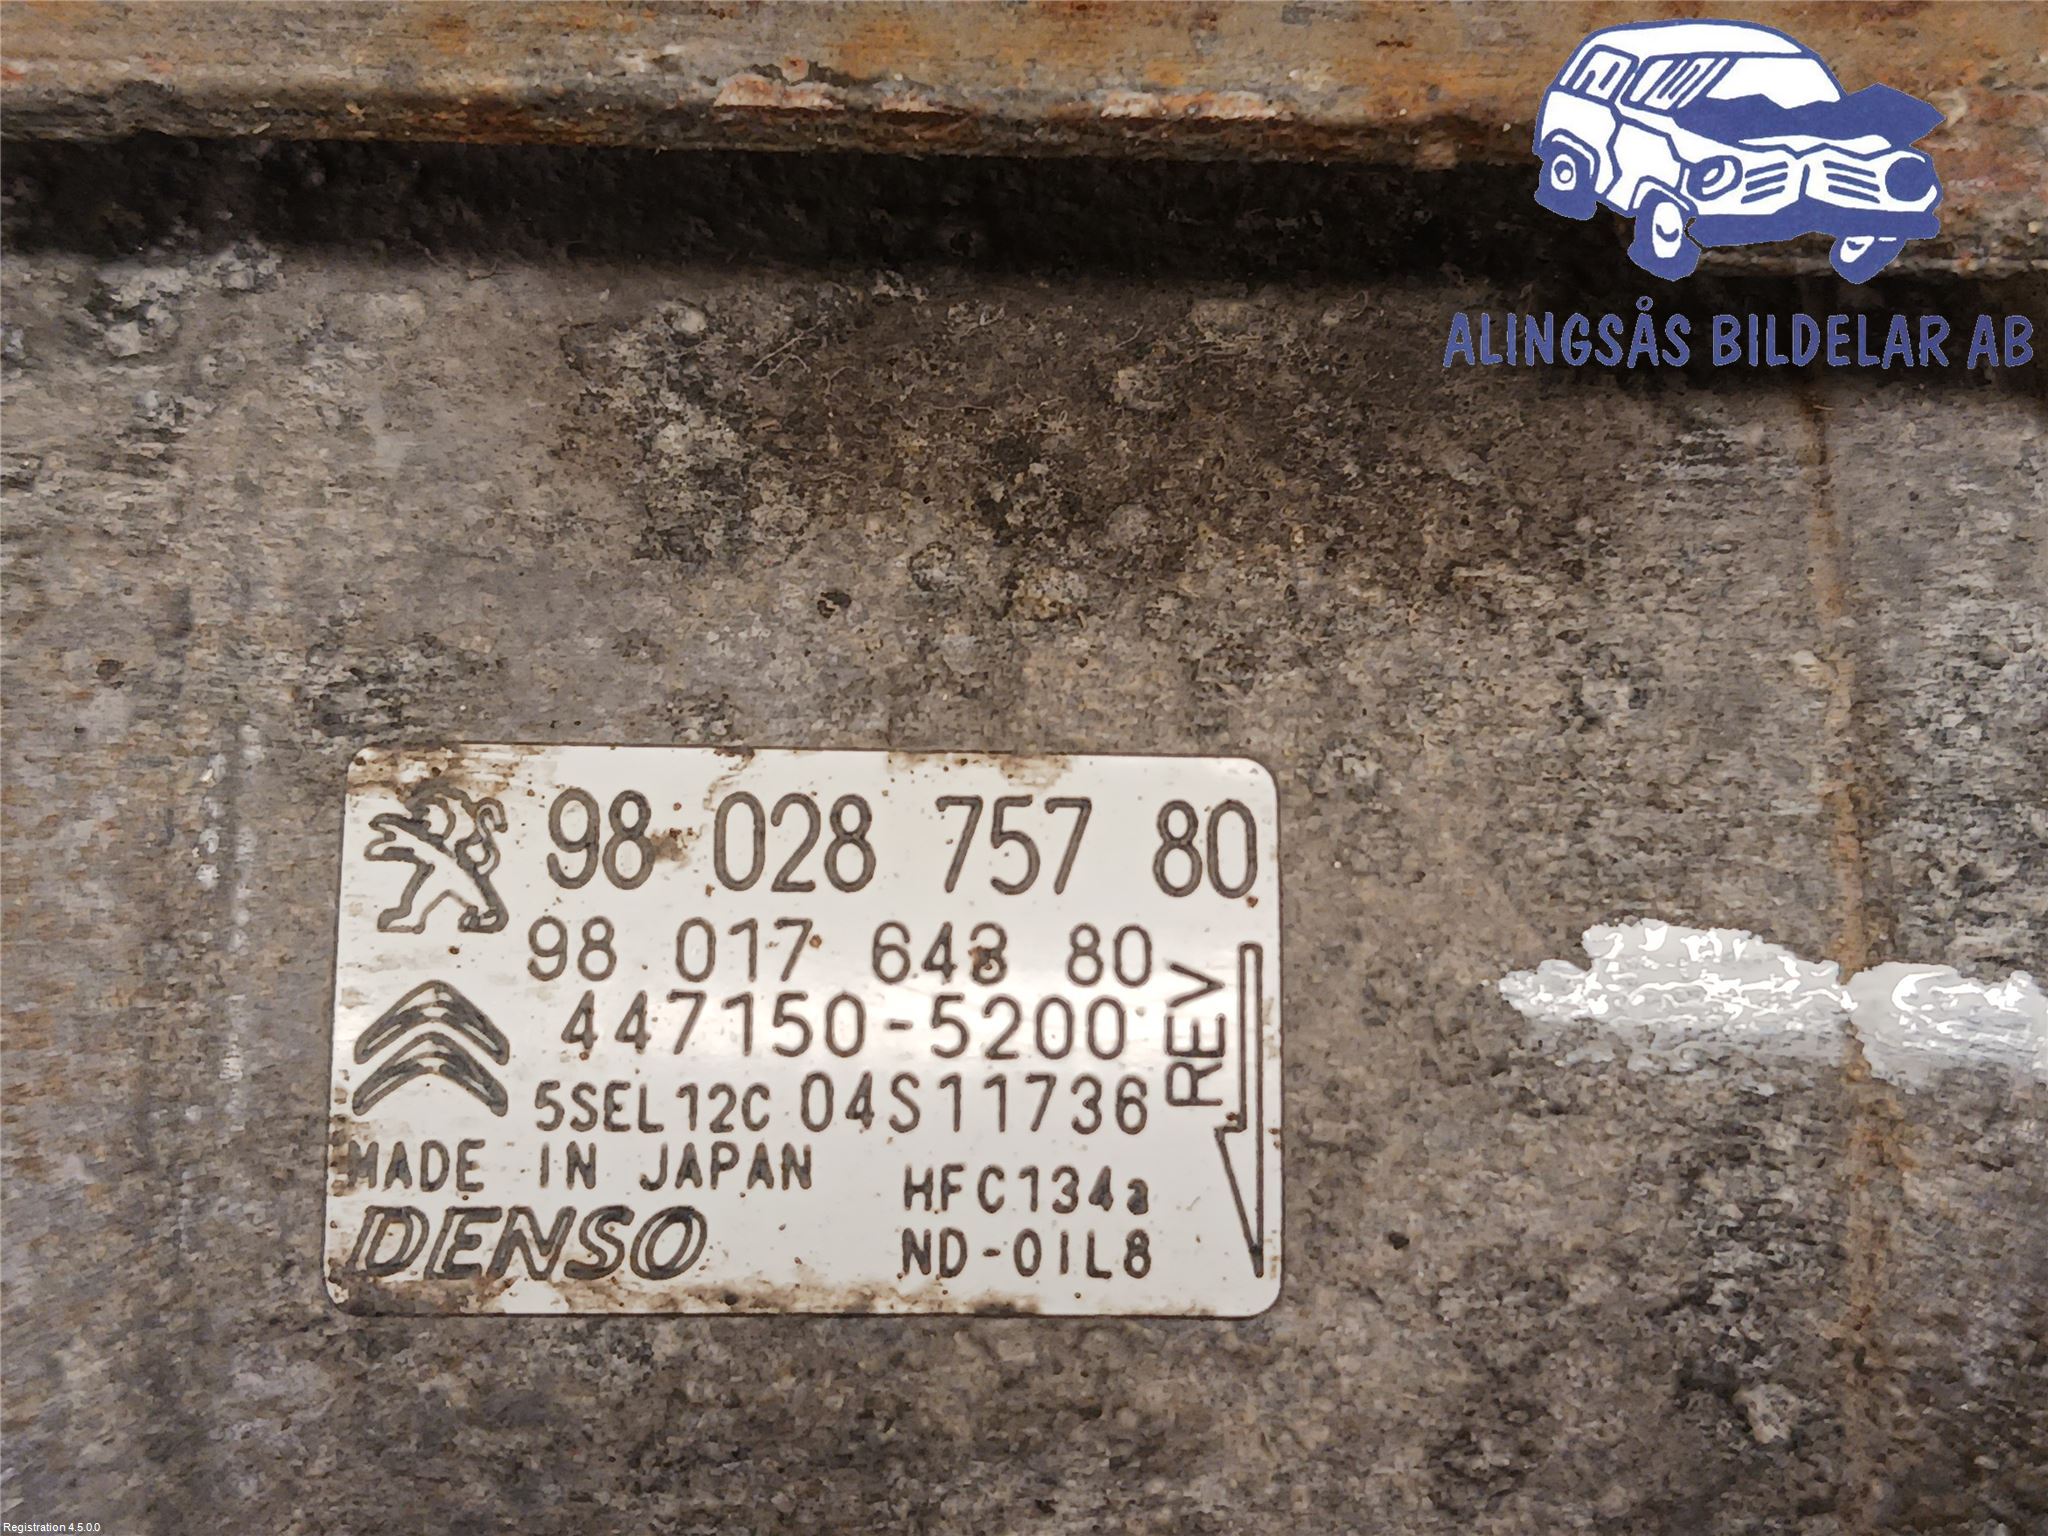 ALINGSÅS BILDELAR AB
98 028 757 80
98 017 643 80
447150-5200
5SEL12C 04S11736
REV
MADE IN JAPAN
HFC134a
DENSO
ND-OIL8
Registration 4.5.0.0